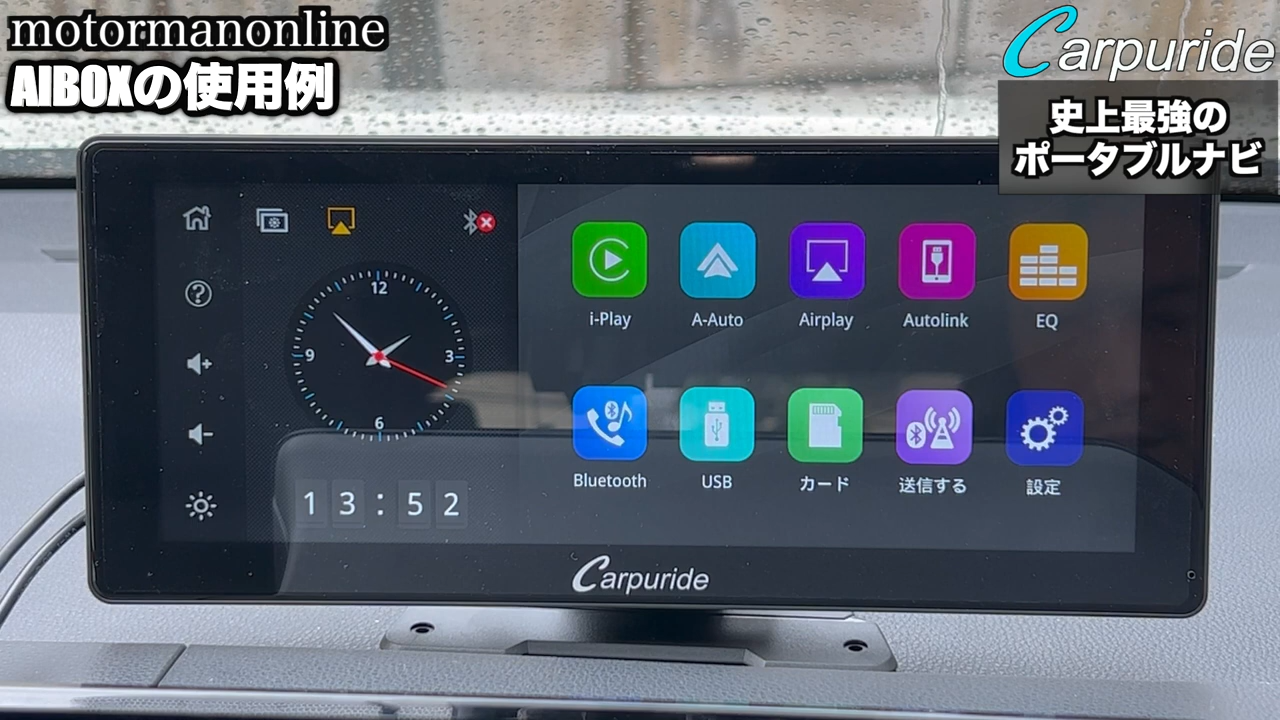 motormanonline
AIBOXの使用例
Carpuride
史上最強の
ポータブルナビ
12
9
3
6
13:52
i-Play
A-Auto
Airplay
Autolink
EQ
Bluetooth
USB
カード
送信する
設定
Carpuride